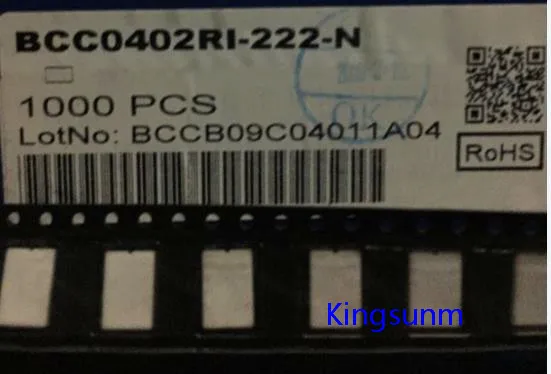 BCC0402RI-222-N
1000 PCS
OK
LotNo: BCCB09C04011A04
RoHS
Kingsunm